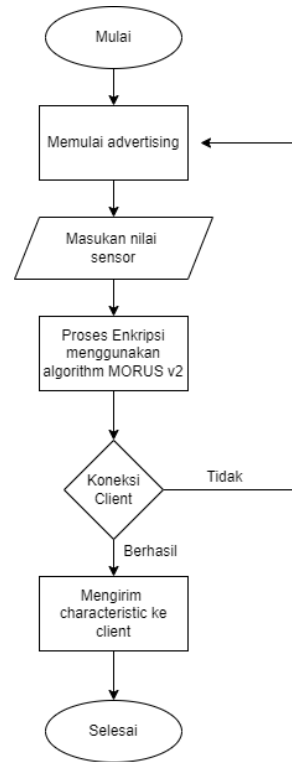 Mulai
Memulai advertising
Masukan nilai
sensor
Proses Enkripsi
menggunakan
algorithm MORUS v2
Koneksi
Client
Tidak
Berhasil
Mengirim
characteristic ke
client
Selesai